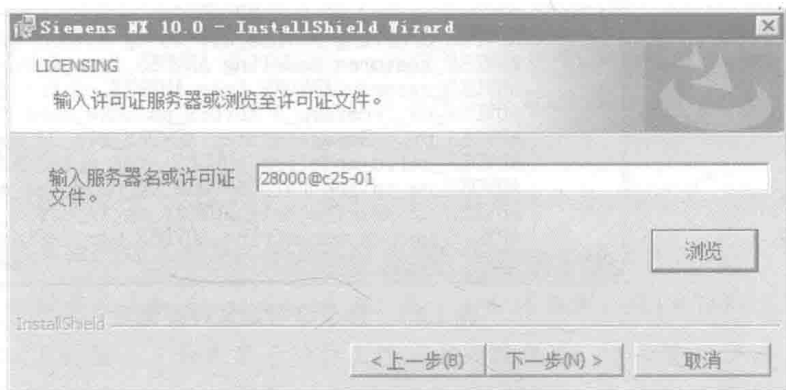 Siemens NX 10.0 - InstallShield Wizard
LICENSING
输入许可证服务器或浏览至许可证文件。
输入服务器名或许可证
文件。
28000@c25-01
浏览
InstallShield
<上一步(B)
下一步(N) >
取消